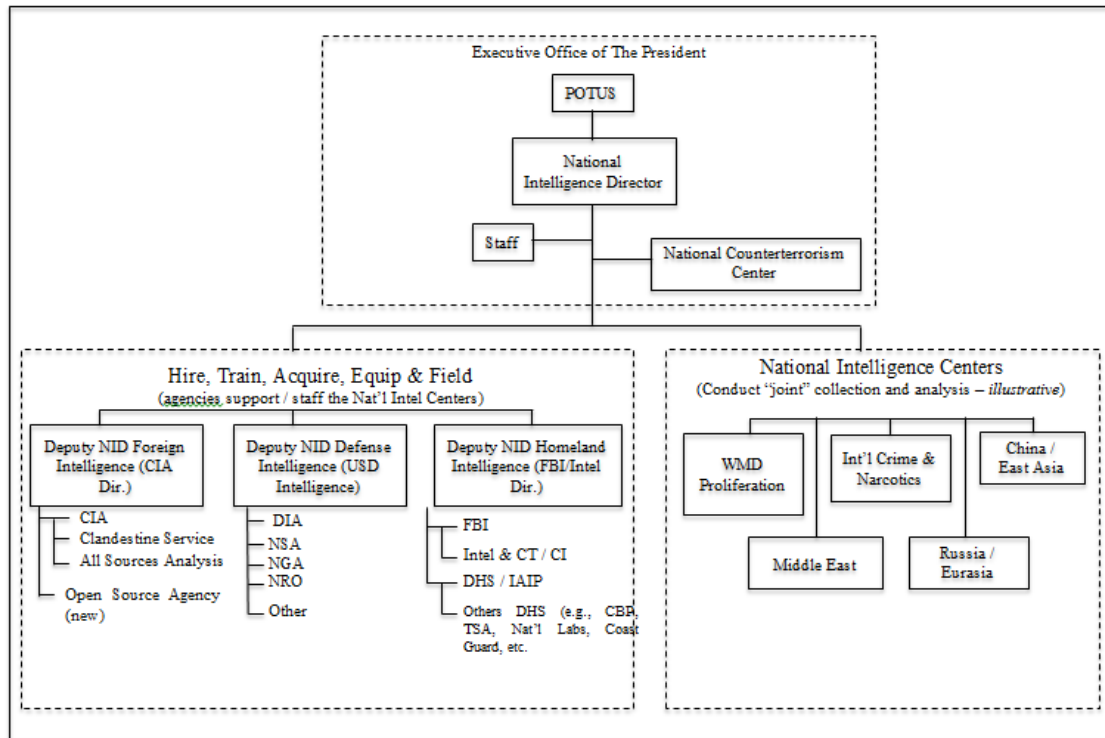 Executive Office of The President
POTUS
National
Intelligence Director
Staff
National Counterterrorism
Center
Hire, Train, Acquire, Equip & Field
(agencies support / staff the Nat’l Intel Centers)
Deputy NID Foreign
Intelligence (CIA
Dir.)
Deputy NID Defense
Intelligence (USD
Intelligence)
Deputy NID Homeland
Intelligence (FBI/Intel
Dir.)
CIA
Clandestine Service
All Sources Analysis
Open Source Agency
(new)
DIA
NSA
NGA
NRO
Other
FBI
Intel & CT / CI
DHS / IAIP
Others DHS (e.g., CBP,
TSA, Nat’l Labs, Coast
Guard, etc.
National Intelligence Centers
(Conduct “joint” collection and analysis – illustrative)
WMD
Proliferation
Int’l Crime &
Narcotics
China /
East Asia
Middle East
Russia /
Eurasia